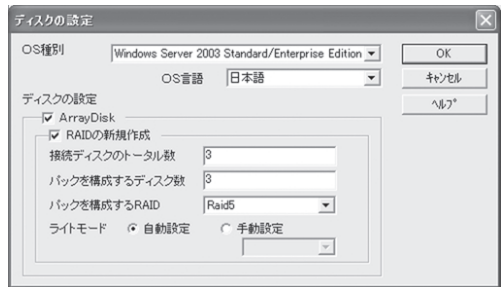 ディスクの設定
OS種別 Windows Server 2003 Standard/Enterprise Edition
OS言語 日本語
ディスクの設定
ArrayDisk
RAIDの新規作成
接続ディスクのトータル数 3
パックを構成するディスク数 3
パックを構成するRAID Raid5
ライトモード 自動設定 手動設定
OK
キャンセル
ヘルプ